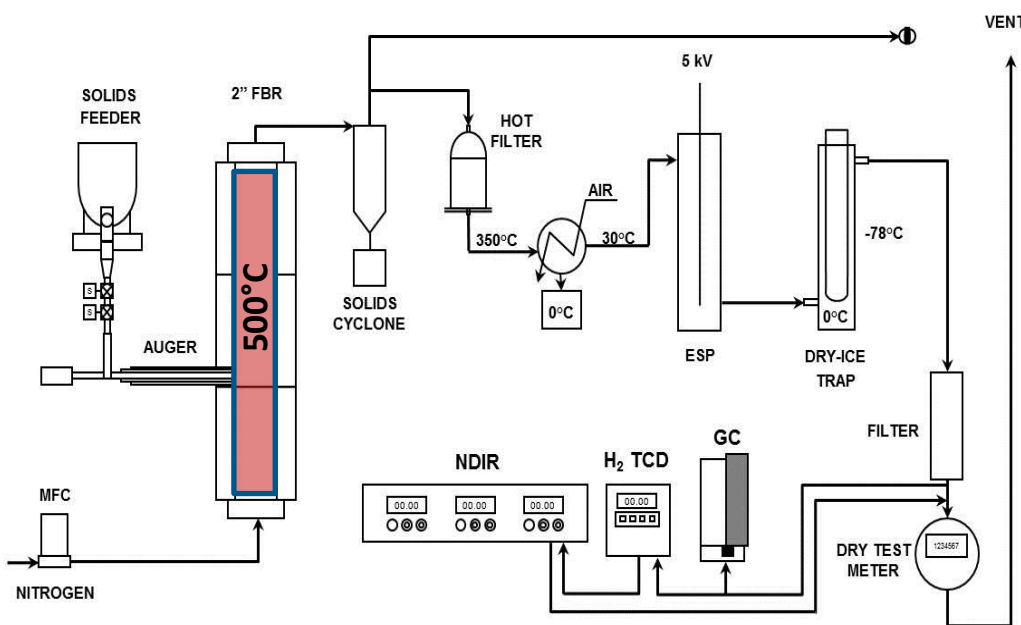 VENT
5 kV
SOLIDS
FEEDER
2” FBR
HOT
FILTER
AIR
350°C
30°C
-78°C
500°C
S
S
SOLIDS
CYCLONE
0°C
0°C
AUGER
ESP
DRY-ICE
TRAP
FILTER
GC
NDIR
H₂ TCD
MFC
00.00
00.00
00.00
00.00
DRY TEST
METER
1234567
NITROGEN